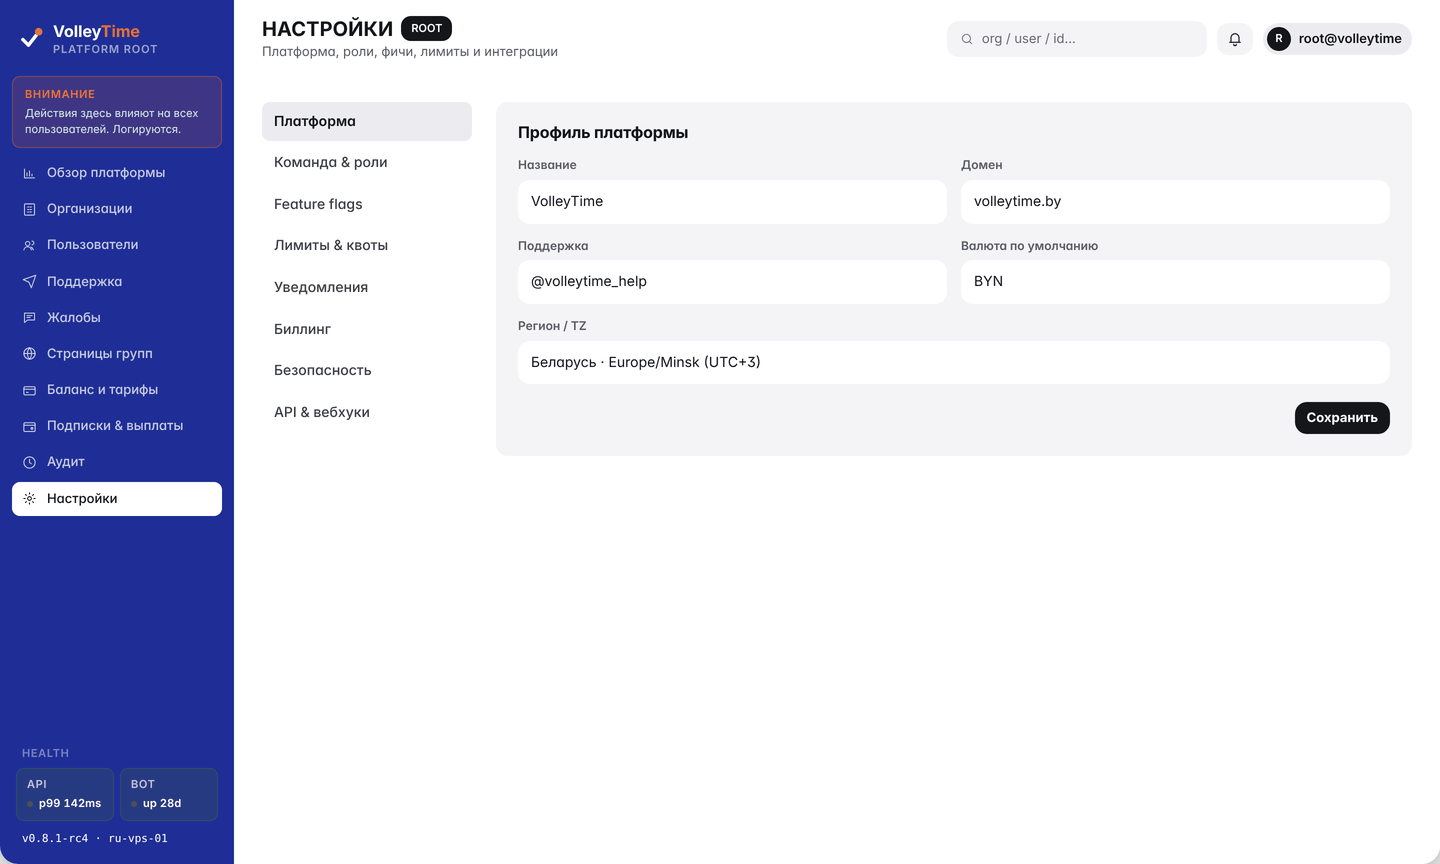 VolleyTime
PLATFORM ROOT
ВНИМАНИЕ
Действия здесь влияют на всех
пользователей. Логируются.
Обзор платформы
Организации
Пользователи
Поддержка
Жалобы
Страницы групп
Баланс и тарифы
Подписки & выплаты
Аудит
Настройки
HEALTH
API
p99 142ms
BOT
up 28d
v0.8.1-rc4 · ru-vps-01
НАСТРОЙКИ ROOT
Платформа, роли, фичи, лимиты и интеграции
org / user / id...
R root@volleytime
Платформа
Команда & роли
Feature flags
Лимиты & квоты
Уведомления
Биллинг
Безопасность
API & вебхуки
Профиль платформы
Название
VolleyTime
Домен
volleytime.by
Поддержка
@volleytime_help
Валюта по умолчанию
BYN
Регион / TZ
Беларусь · Europe/Minsk (UTC+3)
Сохранить